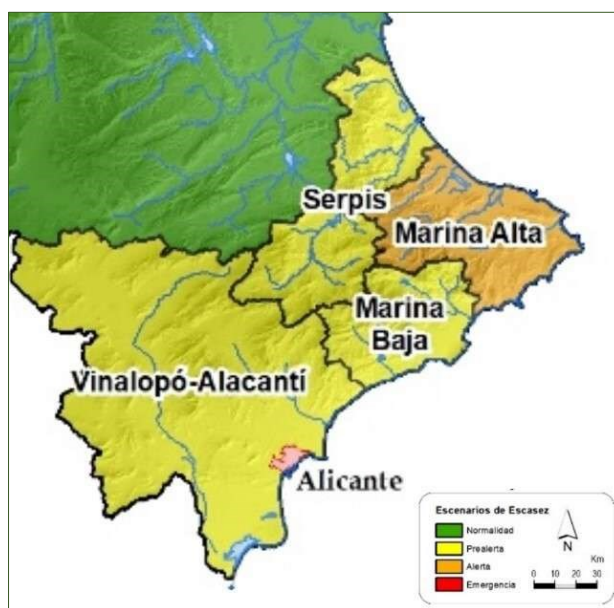 Serpis
Marina Alta
Marina
Baja
Vinalopó-Alacantí
Alicante
Escenarios de Escasez
Normalidad
Prealerta
Alerta
Emergencia
N
Km
0 10 20 30